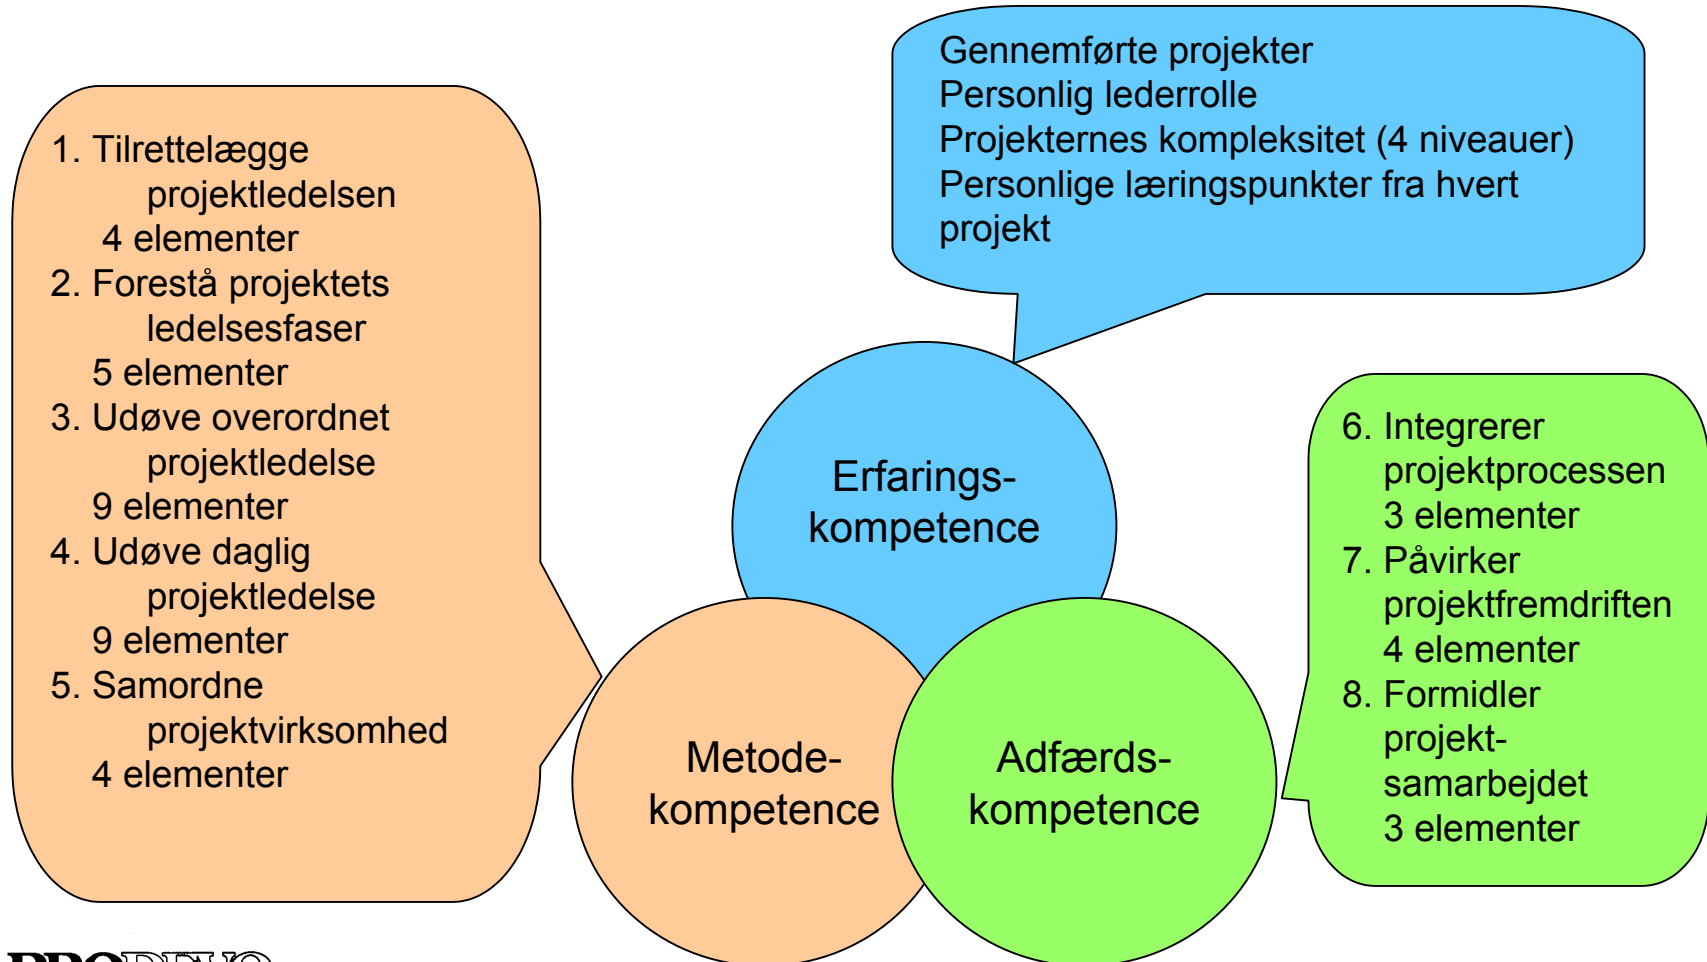 Gennemførte projekter
Personlig lederrolle
Projekternes kompleksitet (4 niveauer)
Personlige læringspunkter fra hvert
projekt
1. Tilrettelægge
projektledelsen
4 elementer
2. Forestå projektets
ledelsesfaser
5 elementer
3. Udøve overordnet
projektledelse
9 elementer
4. Udøve daglig
projektledelse
9 elementer
5. Samordne
projektvirksomhed
4 elementer
Erfarings-
kompetence
Metode-
kompetence
Adfærds-
kompetence
6. Integrerer
projektprocessen
3 elementer
7. Påvirker
projektfremdriften
4 elementer
8. Formidler
projekt-
samarbejdet
3 elementer
PRODEVO